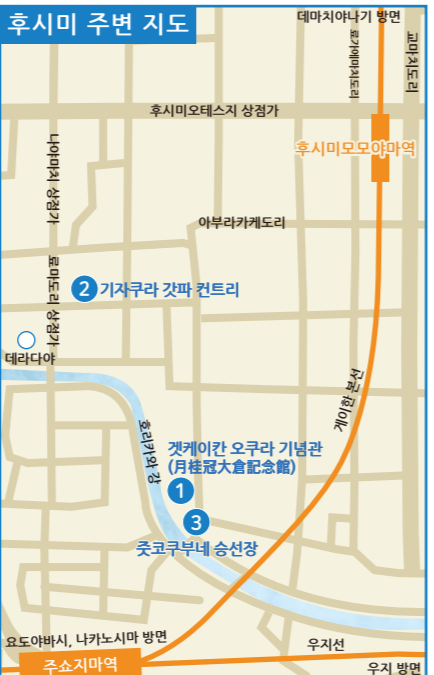 후시미 주변 지도
데마치야나기 방면
료가에마치도리
교마치도리
후시미오테스지 상점가
후시미모모야마역
나야마치 상점가
아부라카케도리
2 기자쿠라 갓파 컨트리
료마도리 상점가
데라다야
게이한 본선
호리카와 강
겟케이칸 오쿠라 기념관
(月桂冠大倉記念館)
1
3
줏코쿠부네 승선장
요도야바시, 나카노시마 방면
우지선
주쇼지마역
우지 방면